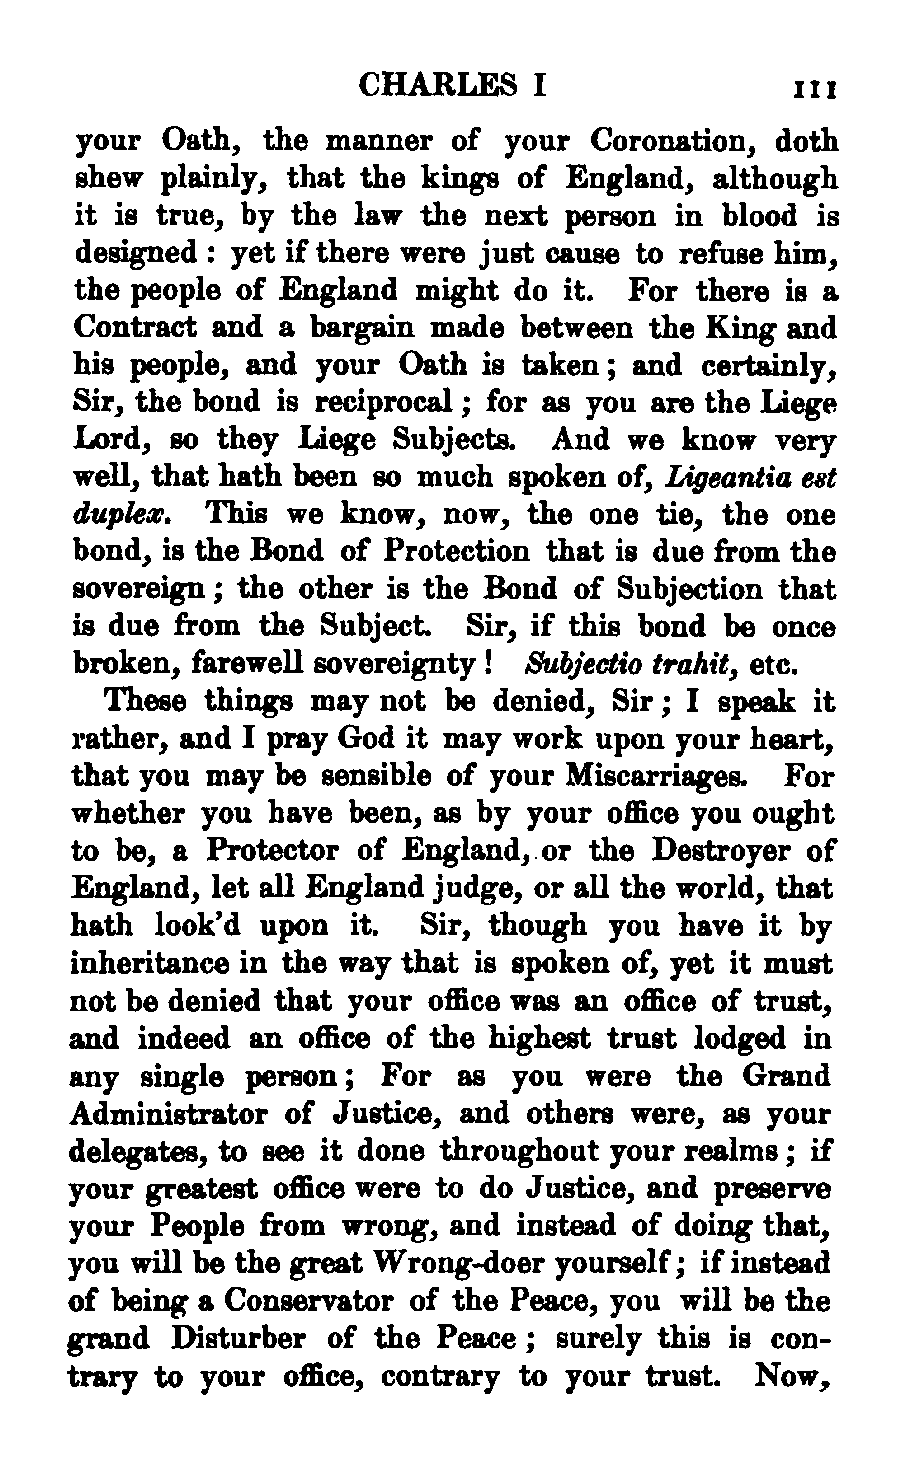 CHARLES I 111
your Oath, the manner of your Coronation, doth
shew plainly, that the kings of England, although
it is true, by the law the next person in blood is
designed : yet if there were just cause to refuse him,
the people of England might do it. For there is a
Contract and a bargain made between the King and
his people, and your Oath is taken ; and certainly,
Sir, the bond is reciprocal ; for as you are the Liege
Lord, so they Liege Subjects. And we know very
well, that hath been so much spoken of, Ligeantia est
duplex. This we know, now, the one tie, the one
bond, is the Bond of Protection that is due from the
sovereign ; the other is the Bond of Subjection that
is due from the Subject. Sir, if this bond be once
broken, farewell sovereignty ! Subjectio trahit, etc.
These things may not be denied, Sir ; I speak it
rather, and I pray God it may work upon your heart,
that you may be sensible of your Miscarriages. For
whether you have been, as by your office you ought
to be, a Protector of England, or the Destroyer of
England, let all England judge, or all the world, that
hath look'd upon it. Sir, though you have it by
inheritance in the way that is spoken of, yet it must
not be denied that your office was an office of trust,
and indeed an office of the highest trust lodged in
any single person ; For as you were the Grand
Administrator of Justice, and others were, as your
delegates, to see it done throughout your realms ; if
your greatest office were to do Justice, and preserve
your People from wrong, and instead of doing that,
you will be the great Wrong-doer yourself ; if instead
of being a Conservator of the Peace, you will be the
grand Disturber of the Peace ; surely this is con-
trary to your office, contrary to your trust. Now,